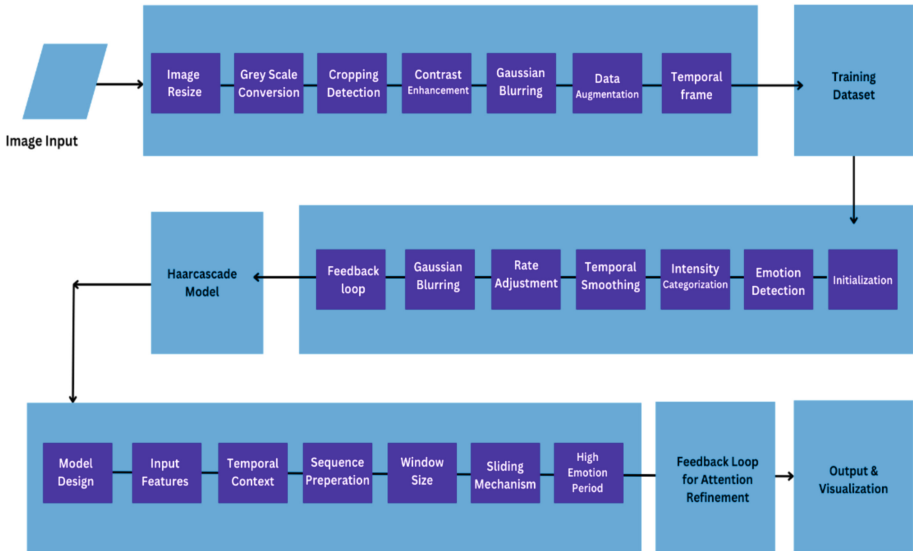 Image Input
Image
Resize
Grey Scale
Conversion
Cropping
Detection
Contrast
Enhancement
Gaussian
Blurring
Data
Augmentation
Temporal
frame
Training
Dataset
Haarcascade
Model
Feedback
loop
Gaussian
Blurring
Rate
Adjustment
Temporal
Smoothing
Intensity
Categorization
Emotion
Detection
Initialization
Model
Design
Input
Features
Temporal
Context
Sequence
Preperation
Window
Size
Sliding
Mechanism
High
Emotion
Period
Feedback Loop
for Attention
Refinement
Output &
Visualization